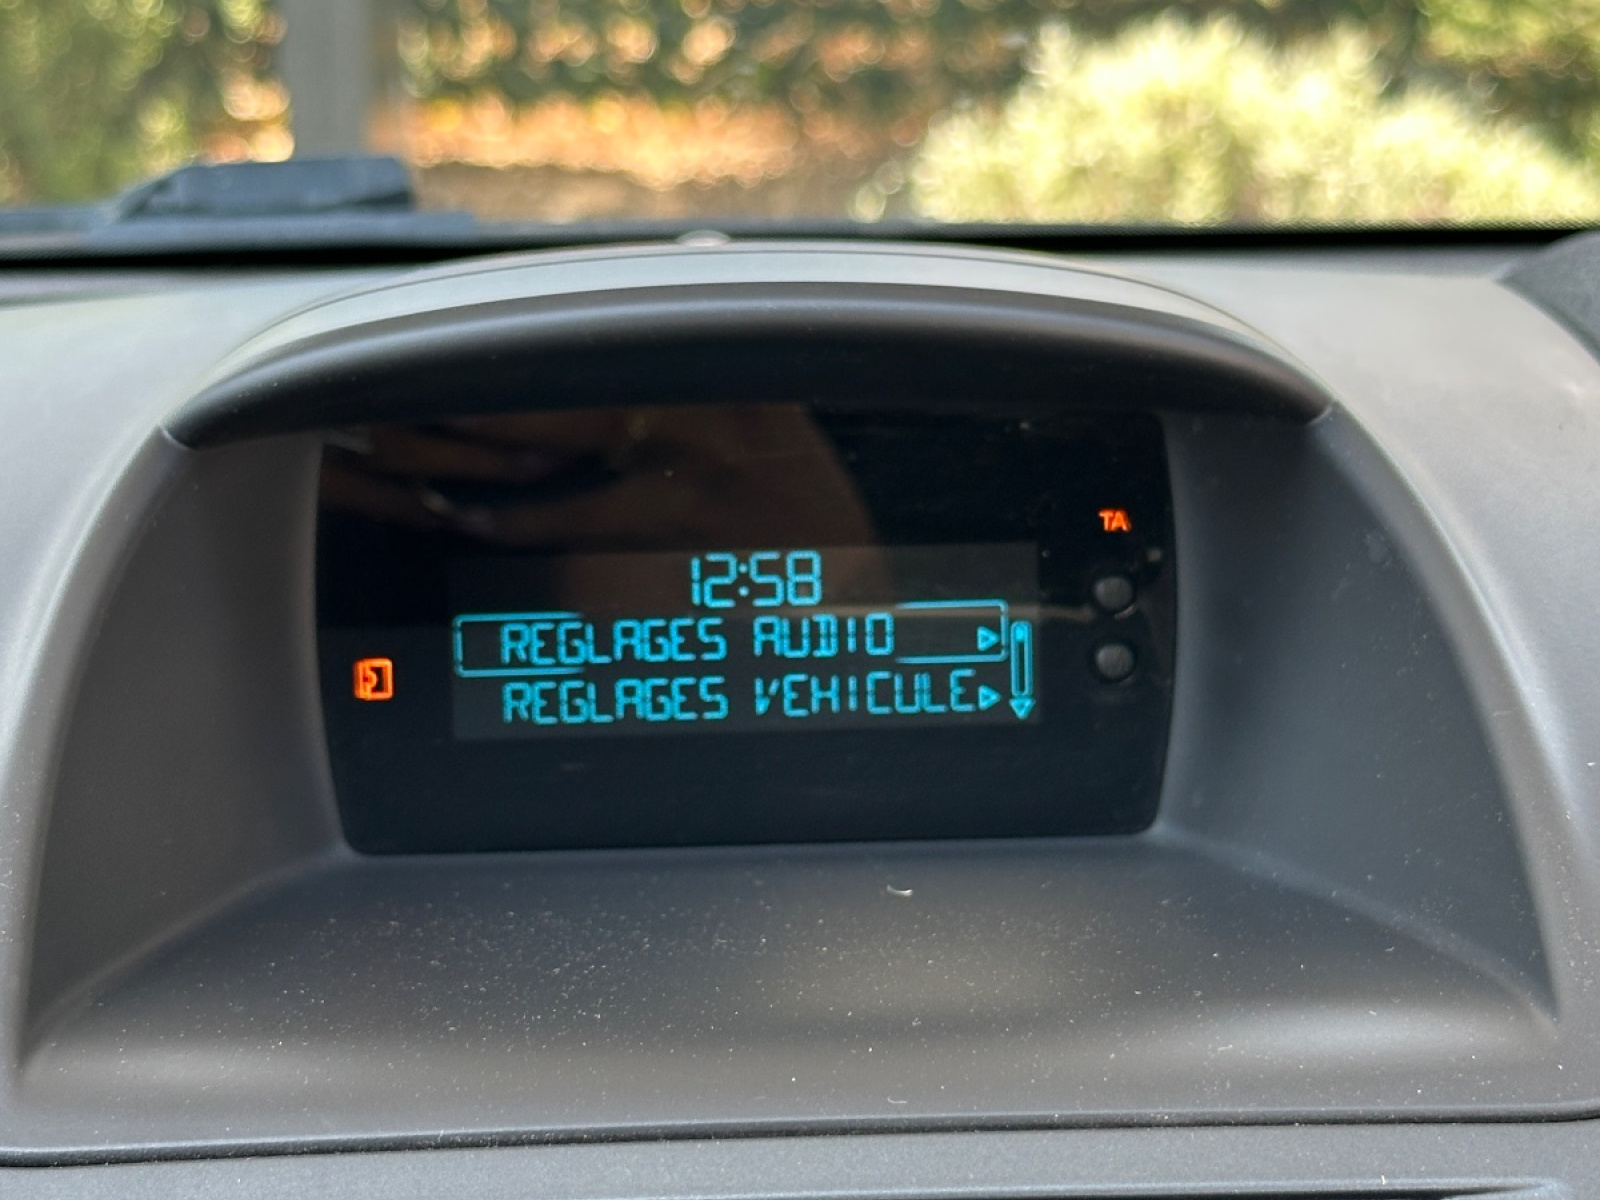 TA
12:58
REGLAGES AUDIO
REGLAGES VEHICULE